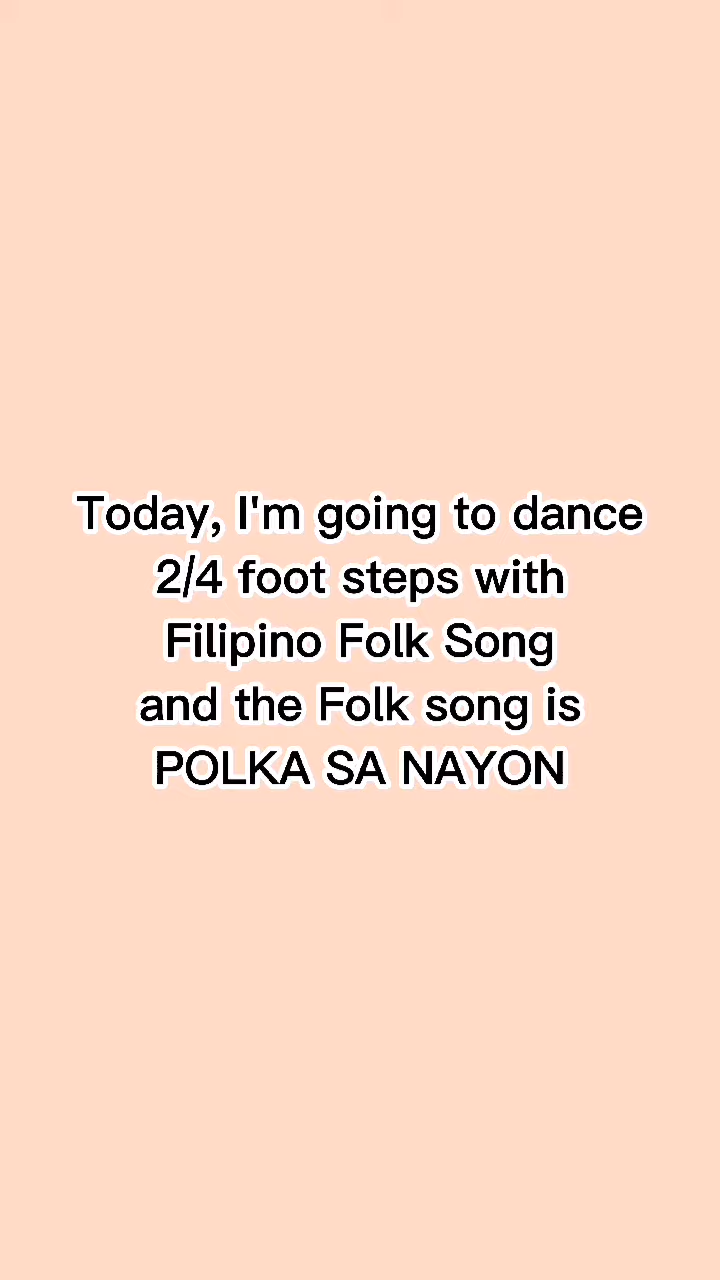 Today, I'm going to dance
2/4 foot steps with
Filipino Folk Song
and the Folk song is
POLKA SA NAYON